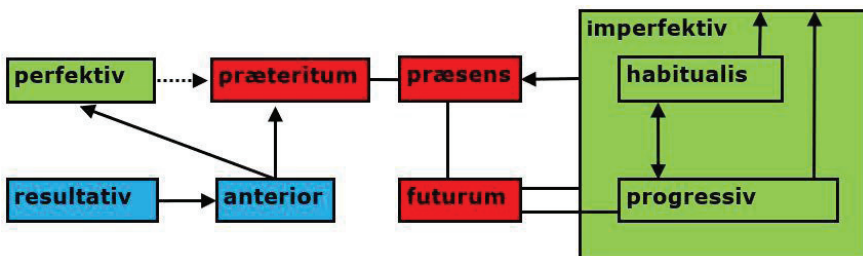 imperfektiv
perfektiv præteritum præsens habitualis
resultativ anterior futurum progressiv